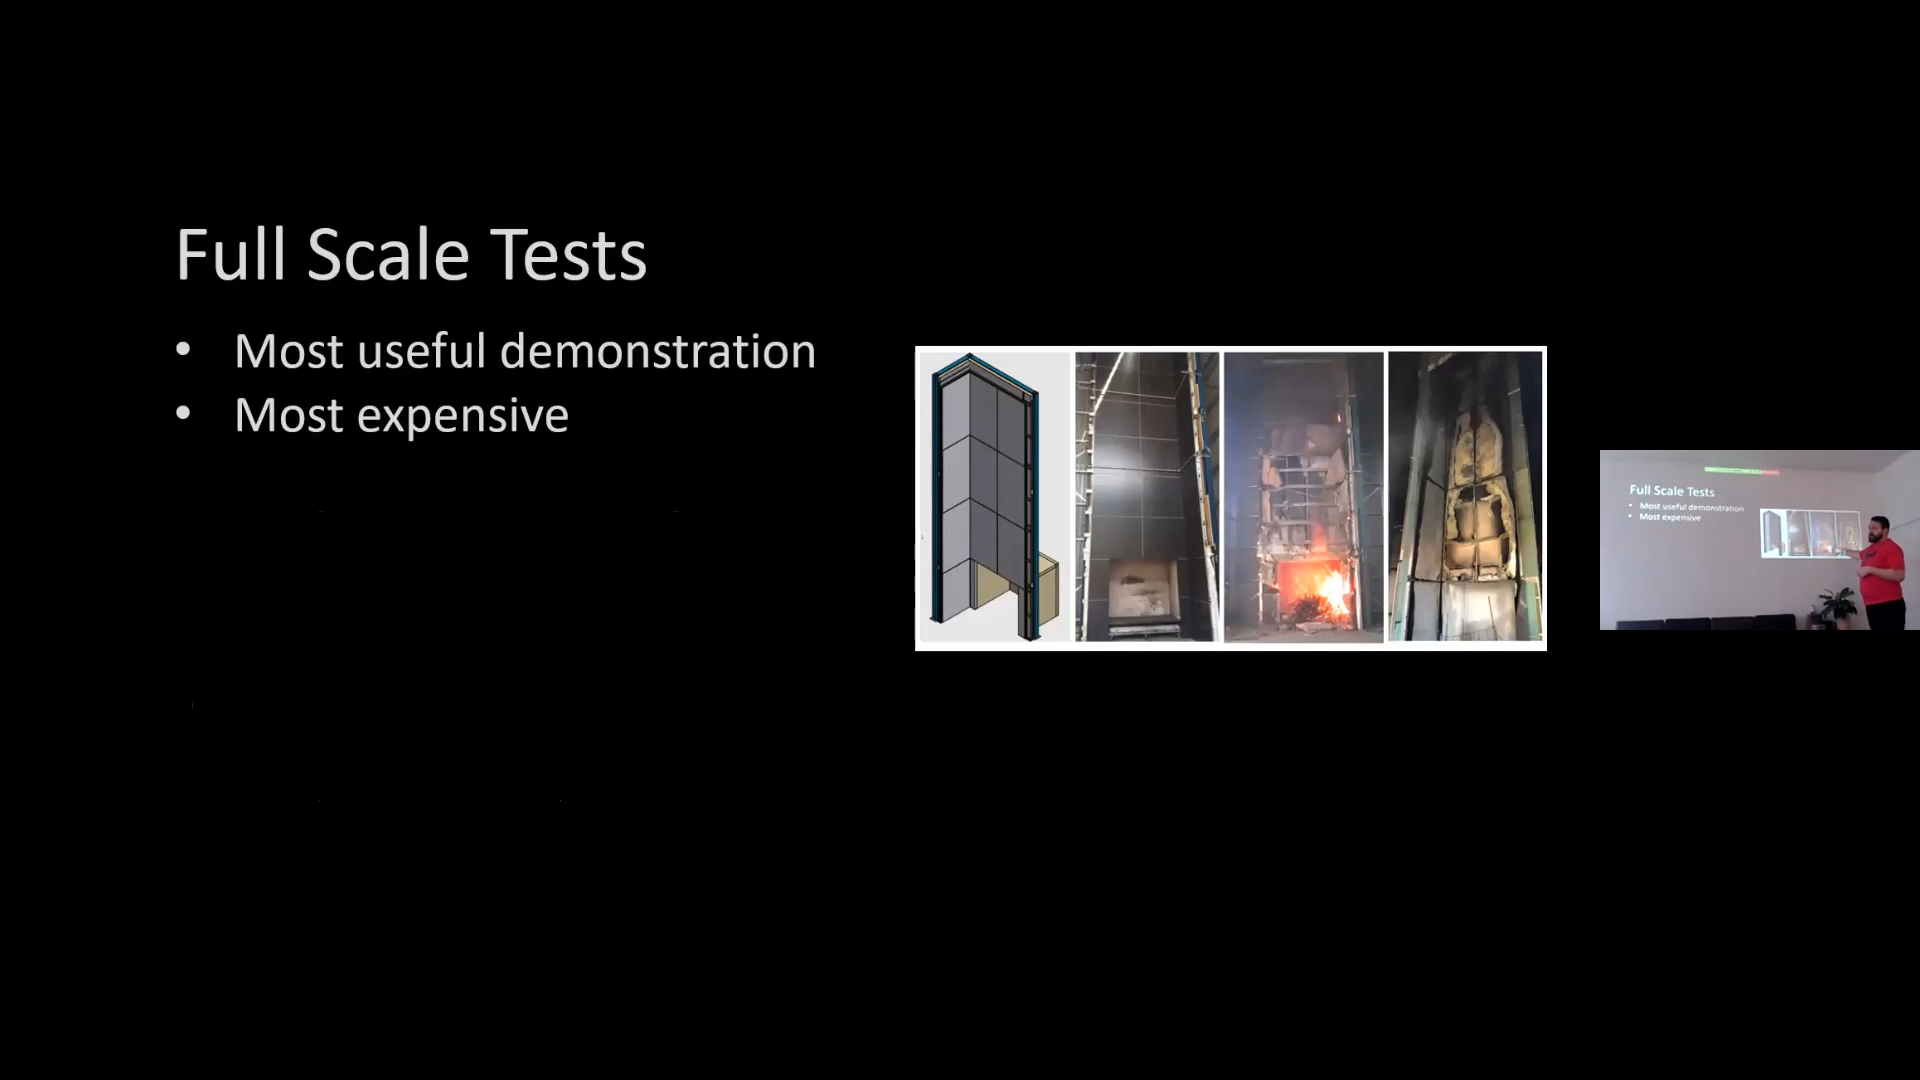 Full Scale Tests
• Most useful demonstration
• Most expensive
Full Scale Tests
• Most useful demonstration
• Most expensive